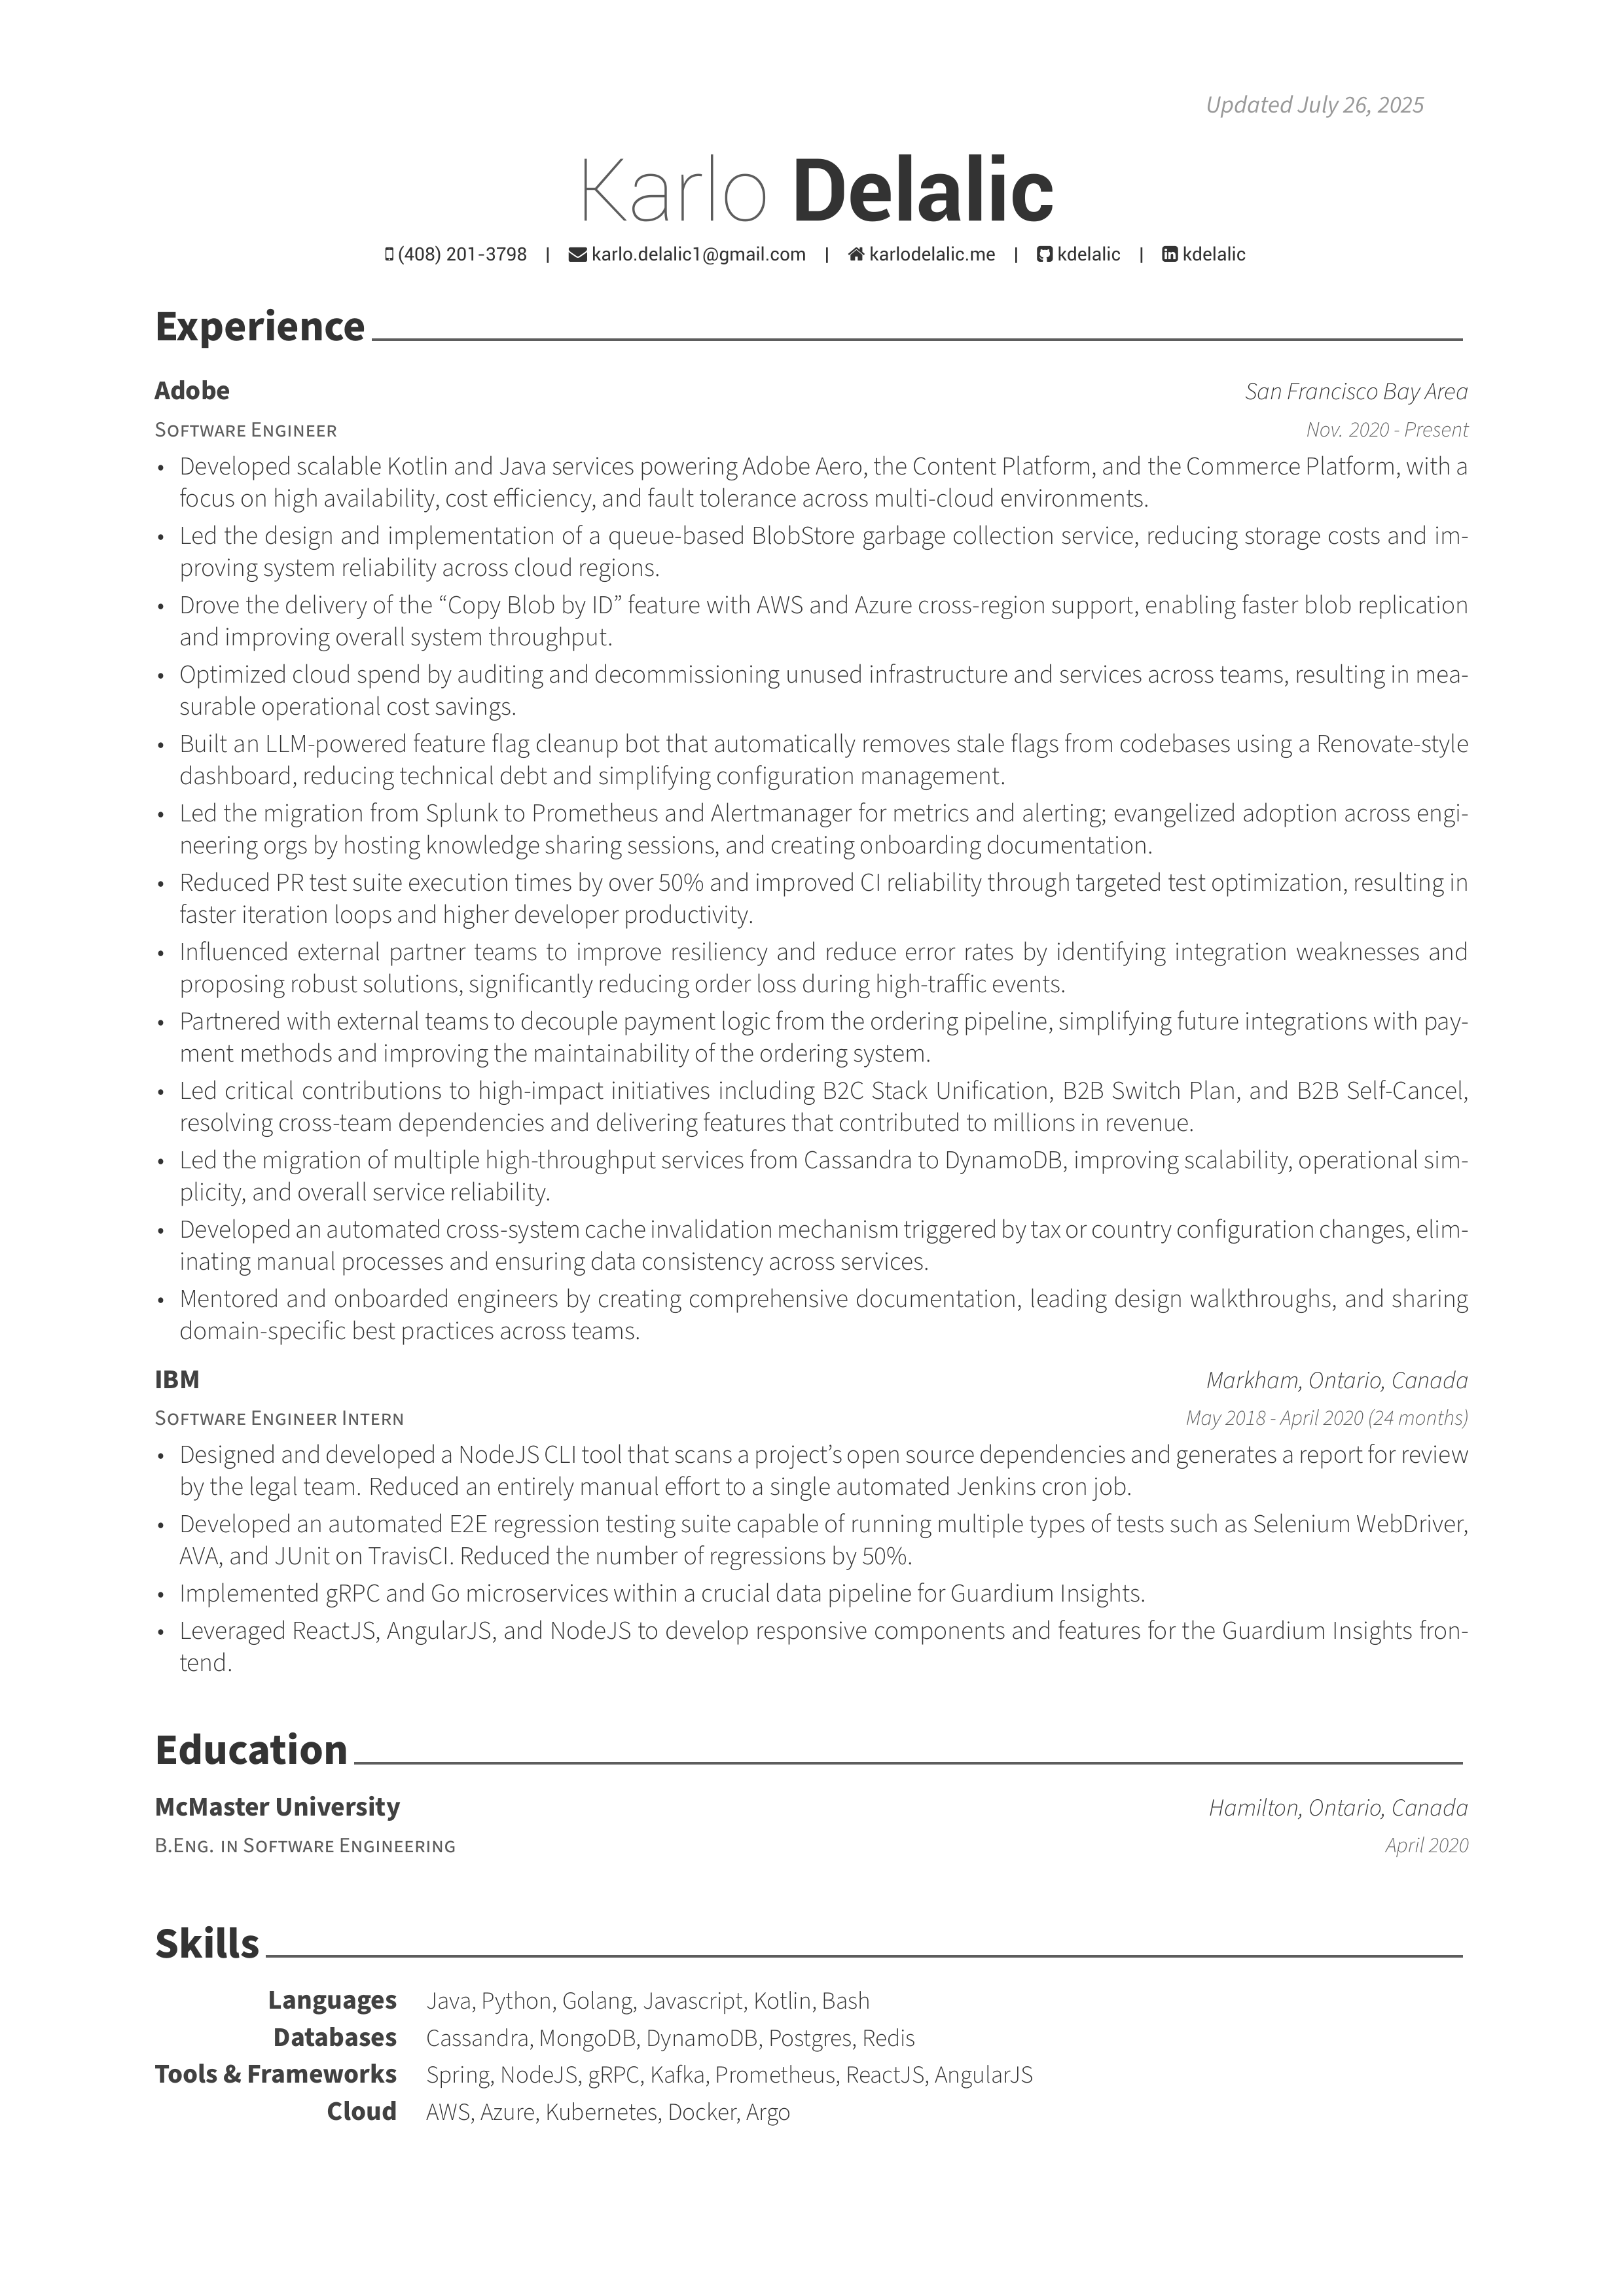 Updated July 26, 2025
Karlo Delalic
(408) 201-3798 | karlo.delalic1@gmail.com | karlodelalic.me | kdelalic | kdelalic
Experience
Adobe San Francisco Bay Area
Software Engineer Nov. 2020 - Present
• Developed scalable Kotlin and Java services powering Adobe Aero, the Content Platform, and the Commerce Platform, with a
focus on high availability, cost efficiency, and fault tolerance across multi-cloud environments.
• Led the design and implementation of a queue-based BlobStore garbage collection service, reducing storage costs and im-
proving system reliability across cloud regions.
• Drove the delivery of the “Copy Blob by ID” feature with AWS and Azure cross-region support, enabling faster blob replication
and improving overall system throughput.
• Optimized cloud spend by auditing and decommissioning unused infrastructure and services across teams, resulting in mea-
surable operational cost savings.
• Built an LLM-powered feature flag cleanup bot that automatically removes stale flags from codebases using a Renovate-style
dashboard, reducing technical debt and simplifying configuration management.
• Led the migration from Splunk to Prometheus and Alertmanager for metrics and alerting; evangelized adoption across engi-
neering orgs by hosting knowledge sharing sessions, and creating onboarding documentation.
• Reduced PR test suite execution times by over 50% and improved CI reliability through targeted test optimization, resulting in
faster iteration loops and higher developer productivity.
• Influenced external partner teams to improve resiliency and reduce error rates by identifying integration weaknesses and
proposing robust solutions, significantly reducing order loss during high-traffic events.
• Partnered with external teams to decouple payment logic from the ordering pipeline, simplifying future integrations with pay-
ment methods and improving the maintainability of the ordering system.
• Led critical contributions to high-impact initiatives including B2C Stack Unification, B2B Switch Plan, and B2B Self-Cancel,
resolving cross-team dependencies and delivering features that contributed to millions in revenue.
• Led the migration of multiple high-throughput services from Cassandra to DynamoDB, improving scalability, operational sim-
plicity, and overall service reliability.
• Developed an automated cross-system cache invalidation mechanism triggered by tax or country configuration changes, elim-
inating manual processes and ensuring data consistency across services.
• Mentored and onboarded engineers by creating comprehensive documentation, leading design walkthroughs, and sharing
domain-specific best practices across teams.
IBM Markham, Ontario, Canada
Software Engineer Intern May 2018 - April 2020 (24 months)
• Designed and developed a NodeJS CLI tool that scans a project’s open source dependencies and generates a report for review
by the legal team. Reduced an entirely manual effort to a single automated Jenkins cron job.
• Developed an automated E2E regression testing suite capable of running multiple types of tests such as Selenium WebDriver,
AVA, and JUnit on TravisCI. Reduced the number of regressions by 50%.
• Implemented gRPC and Go microservices within a crucial data pipeline for Guardium Insights.
• Leveraged ReactJS, AngularJS, and NodeJS to develop responsive components and features for the Guardium Insights fron-
tend.
Education
McMaster University Hamilton, Ontario, Canada
B.Eng. in Software Engineering April 2020
Skills
Languages Java, Python, Golang, Javascript, Kotlin, Bash
Databases Cassandra, MongoDB, DynamoDB, Postgres, Redis
Tools & Frameworks Spring, NodeJS, gRPC, Kafka, Prometheus, ReactJS, AngularJS
Cloud AWS, Azure, Kubernetes, Docker, Argo